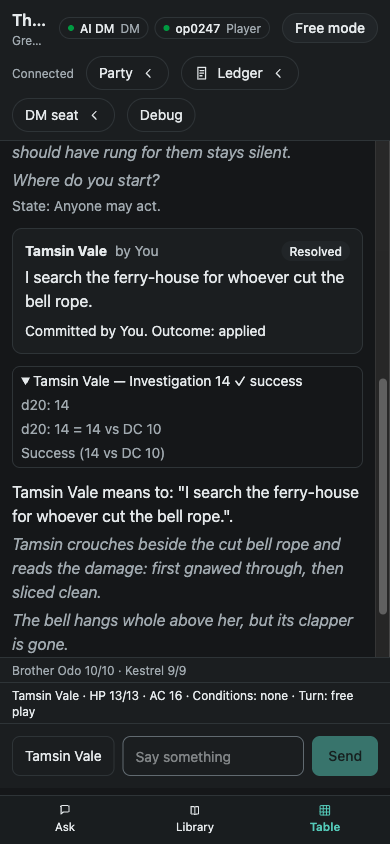 Th...
Gre...
AI DM DM
op0247 Player
Free mode
Connected
Party
Ledger
DM seat
Debug
should have rung for them stays silent.
Where do you start?
State: Anyone may act.
Tamsin Vale by You
Resolved
I search the ferry-house for whoever cut the
bell rope.
Committed by You. Outcome: applied
▼ Tamsin Vale — Investigation 14 ✓ success
d20: 14
d20: 14 = 14 vs DC 10
Success (14 vs DC 10)
Tamsin Vale means to: "I search the ferry-house
for whoever cut the bell rope.".
Tamsin crouches beside the cut bell rope and
reads the damage: first gnawed through, then
sliced clean.
The bell hangs whole above her, but its clapper
is gone.
Brother Odo 10/10 · Kestrel 9/9
Tamsin Vale · HP 13/13 · AC 16 · Conditions: none · Turn: free
play
Tamsin Vale
Say something
Send
Ask
Library
Table